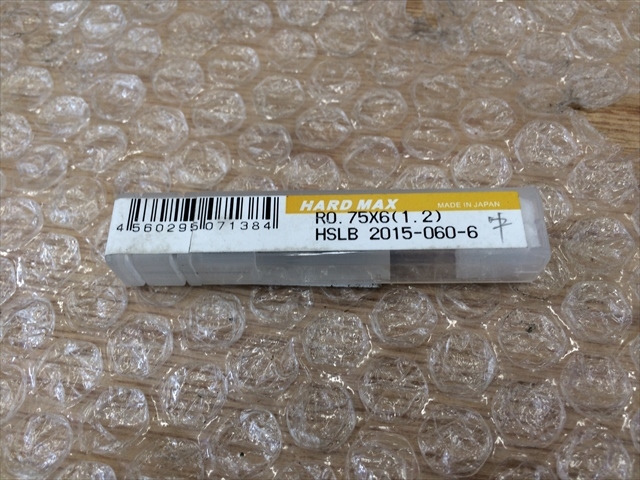 HARD MAX
MADE IN JAPAN
R0.75X6(1.2)
HSLB 2015-060-6
4560295071384